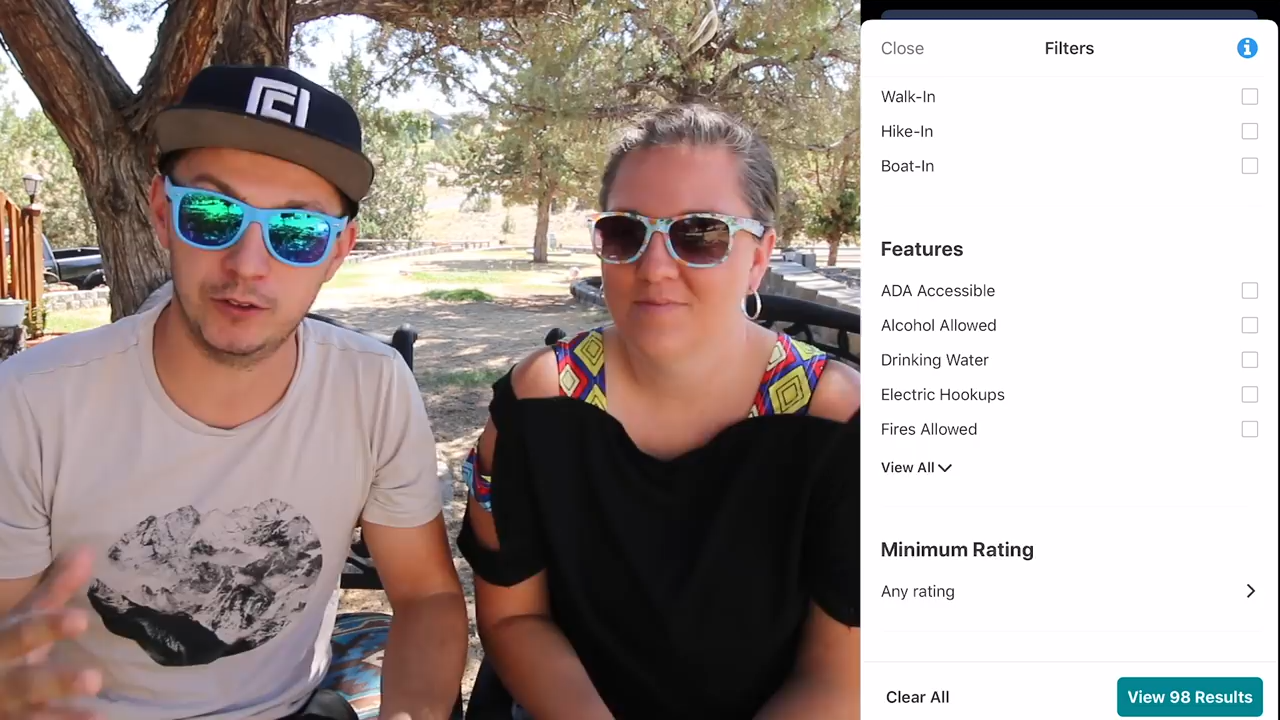 Close
Filters
Walk-In
Hike-In
Boat-In
Features
ADA Accessible
Alcohol Allowed
Drinking Water
Electric Hookups
Fires Allowed
View All
Minimum Rating
Any rating
Clear All
View 98 Results